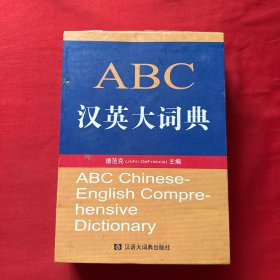 ABC
汉英大词典
德范克(John DeFrancis)主编
ABC Chinese-
English Compre-
hensive
Dictionary
汉语大词典出版社